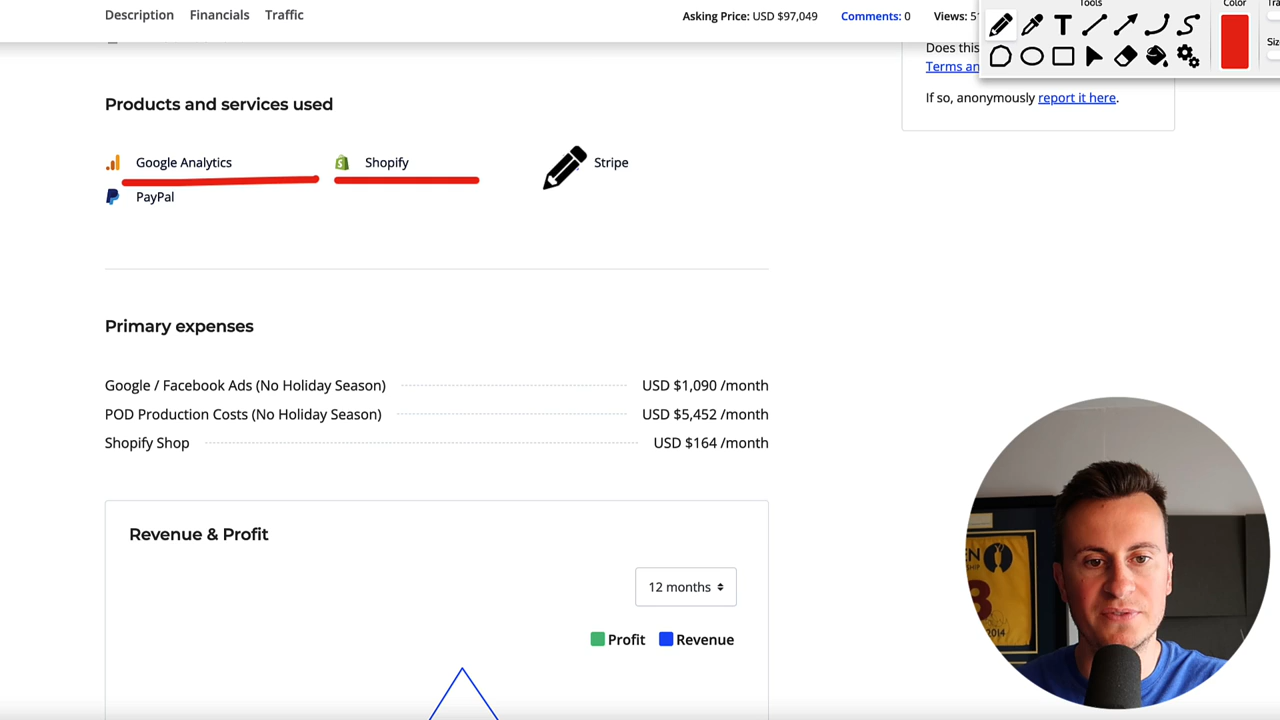 Description Financials Traffic
Asking Price: USD $97,049 Comments: 0 Views:
Tools
Color
Does this
Terms
If so, anonymously report it here.
Products and services used
Google Analytics Shopify Stripe
PayPal
Primary expenses
Google / Facebook Ads (No Holiday Season) USD $1,090 /month
POD Production Costs (No Holiday Season) USD $5,452 /month
Shopify Shop USD $164 /month
Revenue & Profit
12 months
Profit Revenue
2014